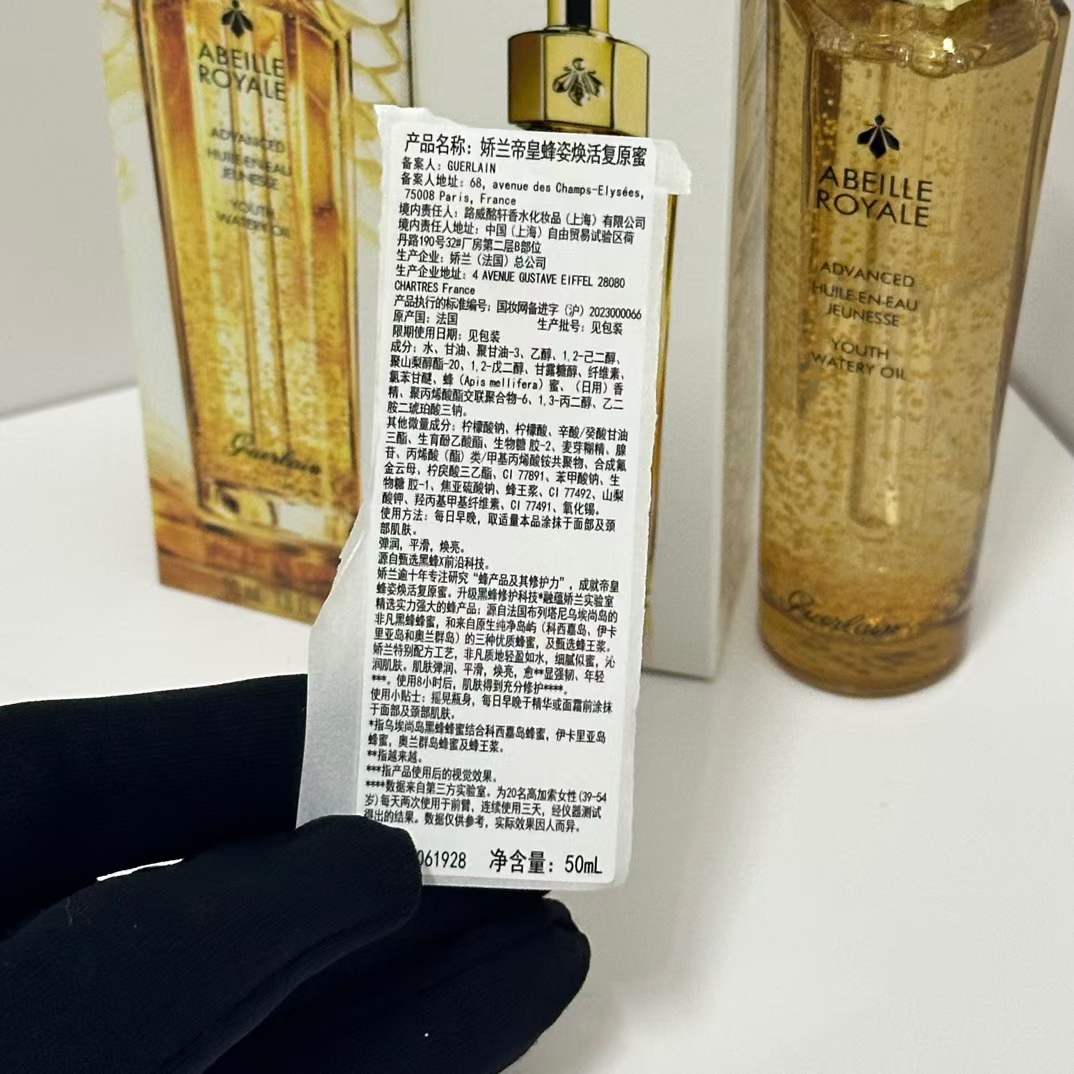 ABEILLE
ROYALE
ADVANCED
HUILE-EN-EAU
JEUNESSE
YOUTH
WATERY OIL
Guerlain
产品名称：娇兰帝皇蜂姿焕活复原蜜
备案人：GUERLAIN
备案人地址：68, avenue des Champs-Elysées,
75008 Paris, France
境内责任人：路威酩轩香水化妆品（上海）有限公司
境内责任人地址：中国（上海）自由贸易试验区荷
丹路190号32#厂房第二层B部位
生产企业：娇兰（法国）总公司
生产企业地址：4 AVENUE GUSTAVE EIFFEL 28080
CHARTRES France
产品执行的标准编号：国妆网备进字（沪）2023000066
原产国：法国 生产批号：见包装
限期使用日期：见包装
成分：水、甘油、聚甘油-3、乙醇、1,2-己二醇、
聚山梨醇酯-20、1,2-戊二醇、甘露糖醇、纤维素、
氯苯甘醚、蜂（Apis mellifera）蜜、（日用）香
精、聚丙烯酸酯交联聚合物-6、1,3-丙二醇、乙二
胺二琥珀酸三钠。
其他微量成分：柠檬酸钠、柠檬酸、辛酸/癸酸甘油
三酯、生育酚乙酸酯、生物糖胶-2、麦芽糊精、腺
苷、丙烯酸（酯）类/甲基丙烯酸铵共聚物、合成氟
金云母、柠檬酸三乙酯、CI 77891、苯甲酸钠、生
物糖胶-1、焦亚硫酸钠、蜂王浆、CI 77492、山梨
酸钾、羟丙基甲基纤维素、CI 77491、氧化锡。
使用方法：每日早晚，取适量本品涂抹于面部及颈
部肌肤。
弹润，平滑，焕亮。
源自甄选黑蜂X前沿科技。
娇兰逾十年专注研究“蜂产品及其修护力”，成就帝皇
蜂姿焕活复原蜜。升级黑蜂修护科技*融蕴娇兰实验室
精选实力强大的蜂产品：源自法国布列塔尼乌埃尚岛的
非凡黑蜂蜂蜜，和来自原生纯净岛屿（科西嘉岛、伊卡
里亚岛和奥兰群岛）的三种优质蜂蜜，及甄选蜂王浆。
娇兰特别配方工艺，非凡质地轻盈如水，细腻似蜜，沁
润肌肤。肌肤弹润、平滑，焕亮，愈**显强韧、年轻
***。使用8小时后，肌肤得到充分修护****。
使用小贴士：摇晃瓶身，每日早晚于精华或面霜前涂抹
于面部及颈部肌肤。
*指乌埃尚岛黑蜂蜂蜜结合科西嘉岛蜂蜜，伊卡里亚岛
蜂蜜，奥兰群岛蜂蜜及蜂王浆。
**指越来越。
***指产品使用后的视觉效果。
****数据来自第三方实验室。为20名高加索女性(39-54
岁)每天两次使用于前臂，连续使用三天，经仪器测试
得出的结果。数据仅供参考，实际效果因人而异。
061928 净含量：50mL
ABEILLE
ROYALE
ADVANCED
HUILE-EN-EAU
JEUNESSE
YOUTH
WATERY OIL
Guerlain